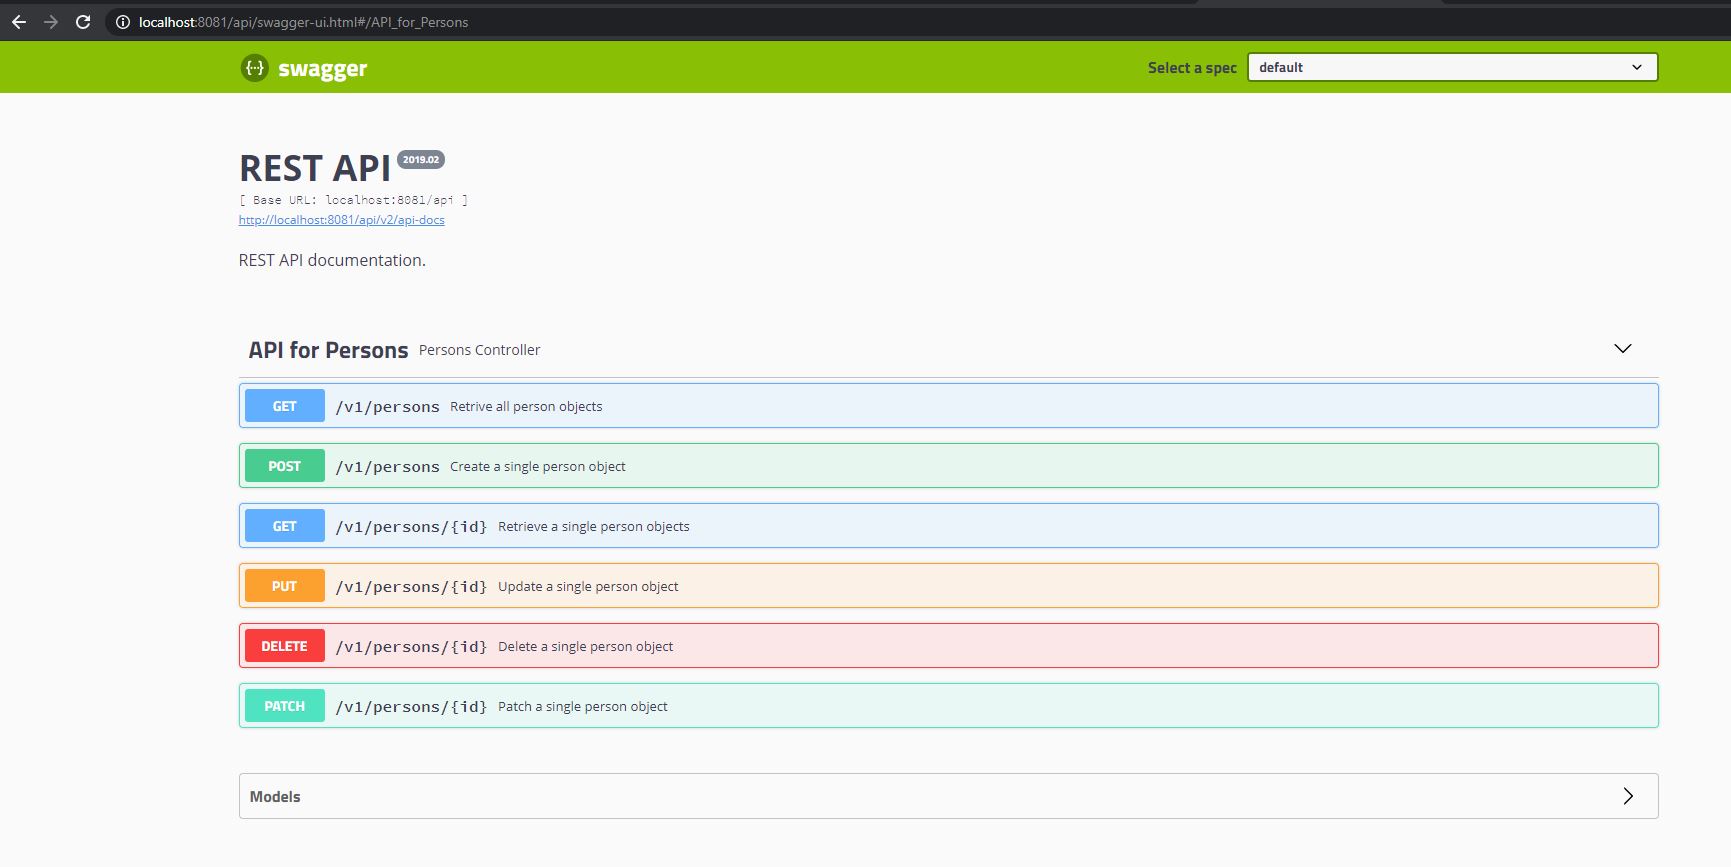 localhost:8081/api/swagger-ui.html#/API_for_Persons
{···} swagger Select a spec default
REST API 2019.02
[ Base URL: localhost:8081/api ]
http://localhost:8081/api/v2/api-docs
REST API documentation.
API for Persons Persons Controller
GET /v1/persons Retrive all person objects
POST /v1/persons Create a single person object
GET /v1/persons/{id} Retrieve a single person objects
PUT /v1/persons/{id} Update a single person object
DELETE /v1/persons/{id} Delete a single person object
PATCH /v1/persons/{id} Patch a single person object
Models